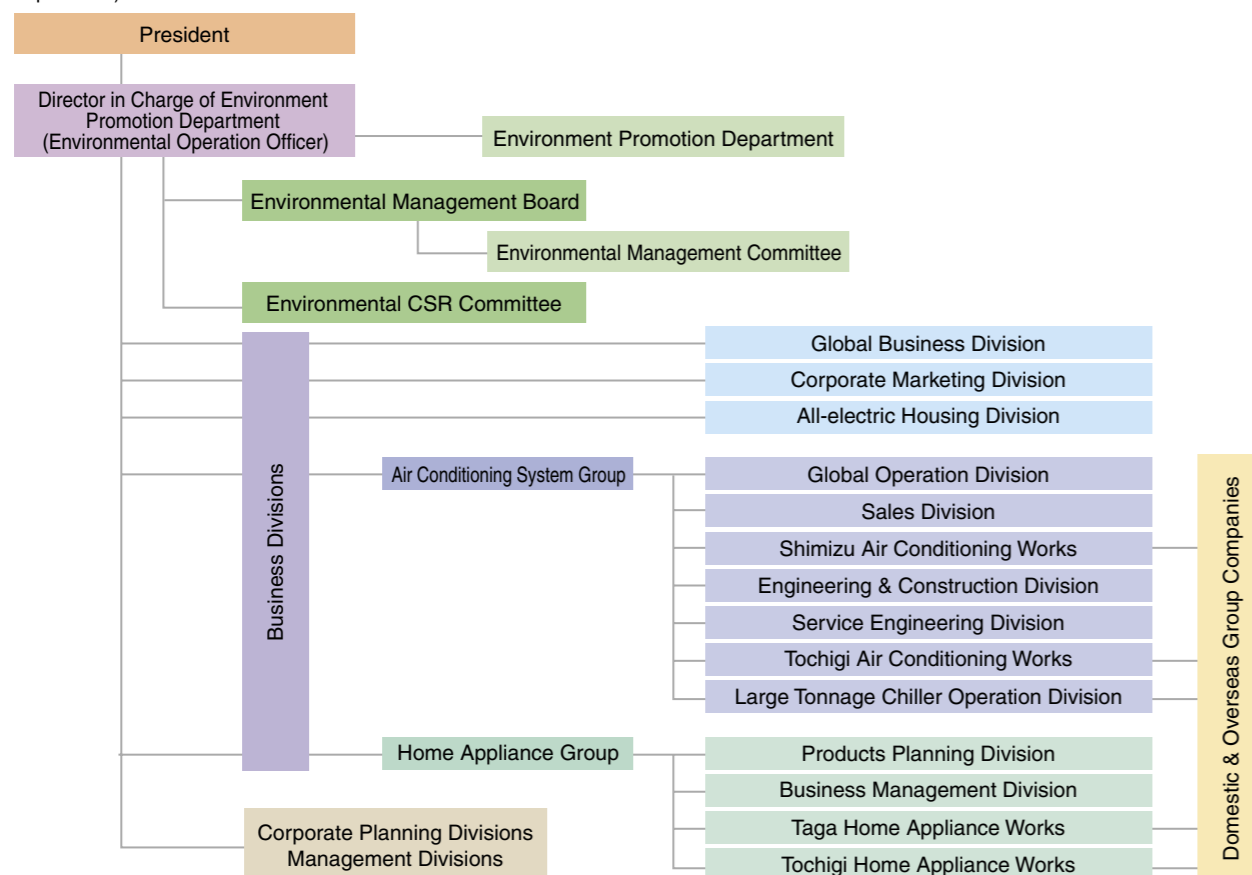 President
Director in Charge of Environment
Promotion Department
(Environmental Operation Officer)
Environment Promotion Department
Environmental Management Board
Environmental Management Committee
Environmental CSR Committee
Business Divisions
Global Business Division
Corporate Marketing Division
All-electric Housing Division
Air Conditioning System Group
Global Operation Division
Sales Division
Shimizu Air Conditioning Works
Engineering & Construction Division
Service Engineering Division
Tochigi Air Conditioning Works
Large Tonnage Chiller Operation Division
Domestic & Overseas Group Companies
Home Appliance Group
Products Planning Division
Business Management Division
Taga Home Appliance Works
Tochigi Home Appliance Works
Corporate Planning Divisions
Management Divisions